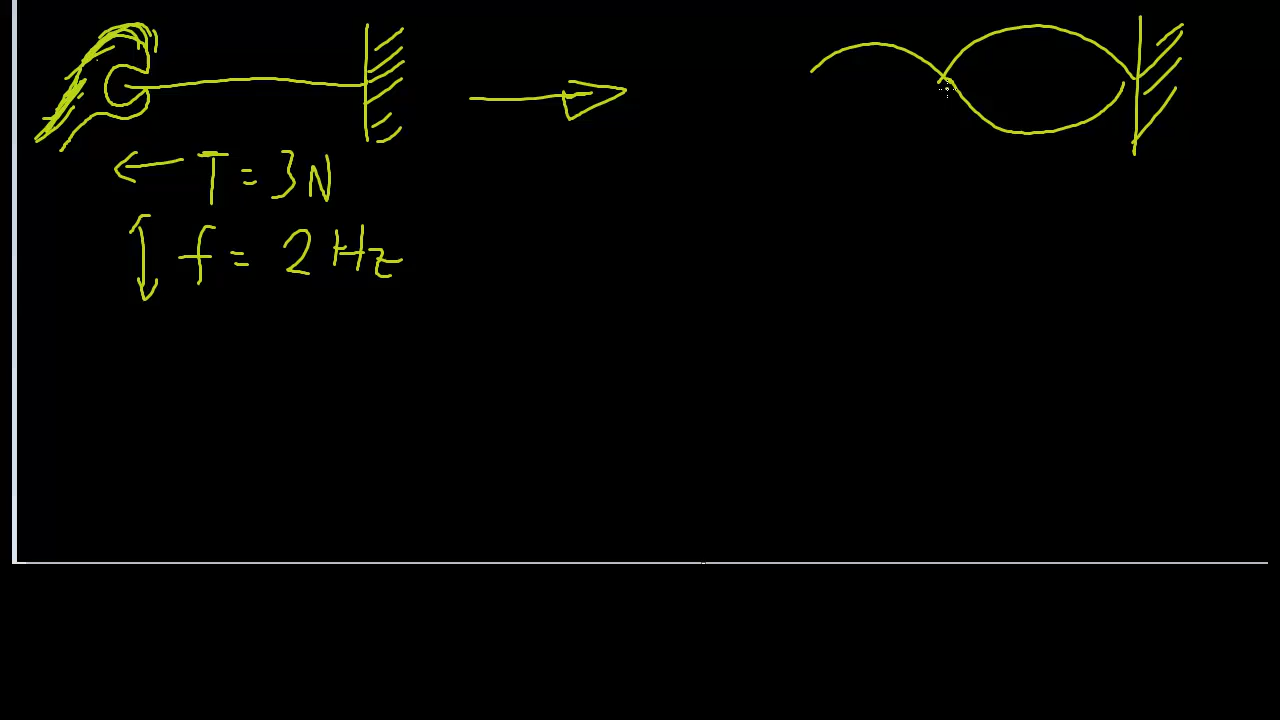 T = 3N
f = 2 Hz